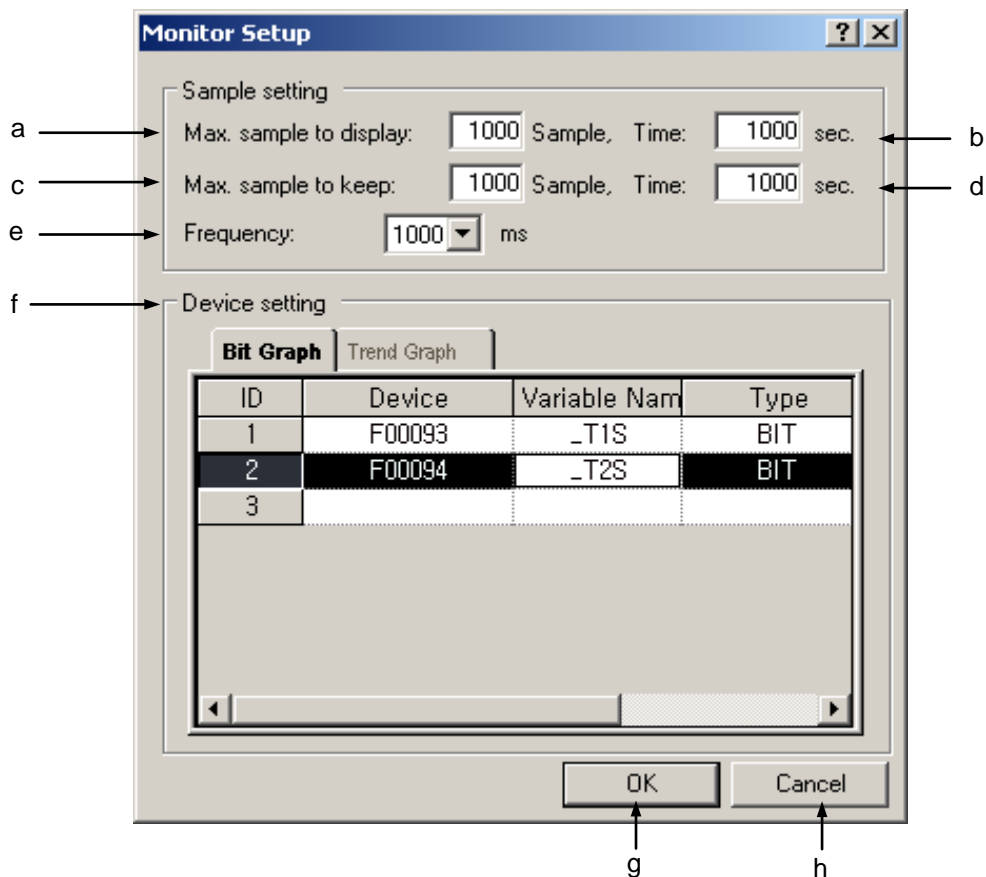 Monitor Setup
Sample setting
a
Max. sample to display: 1000 Sample, Time: 1000 sec.
b
c
Max. sample to keep: 1000 Sample, Time: 1000 sec.
d
e
Frequency: 1000 ms
f
Device setting
Bit Graph Trend Graph
ID Device Variable Nam Type
1 F00093 _T1S BIT
2 F00094 _T2S BIT
3
OK Cancel
g h